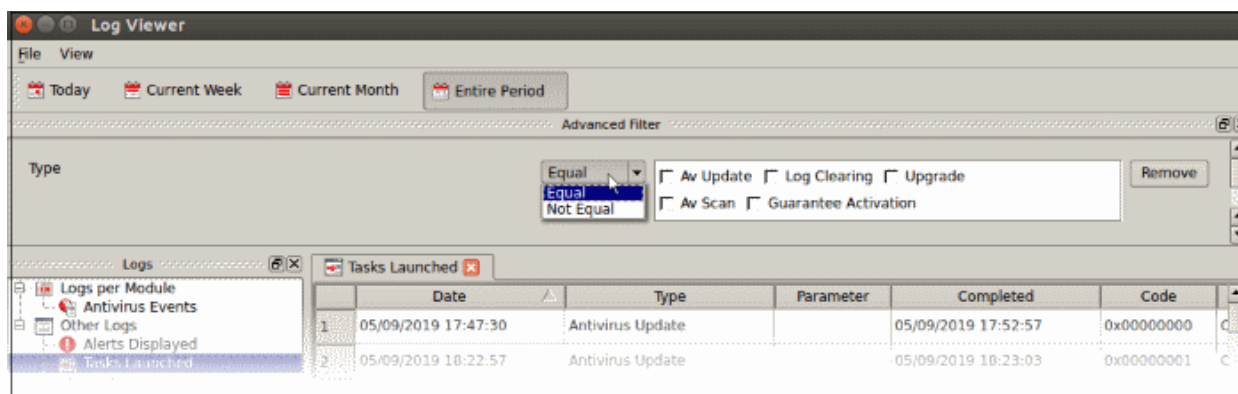 Log Viewer
File View
Today Current Week Current Month Entire Period
Advanced Filter
Type
Equal
Equal
Not Equal
Av Update Log Clearing Upgrade
Av Scan Guarantee Activation
Remove
Logs
Logs per Module
Antivirus Events
Other Logs
Alerts Displayed
Tasks Launched
Tasks Launched
Date Type Parameter Completed Code
1 05/09/2019 17:47:30 Antivirus Update 05/09/2019 17:52:57 0x00000000
2 05/09/2019 18:22:57 Antivirus Update 05/09/2019 18:23:03 0x00000001